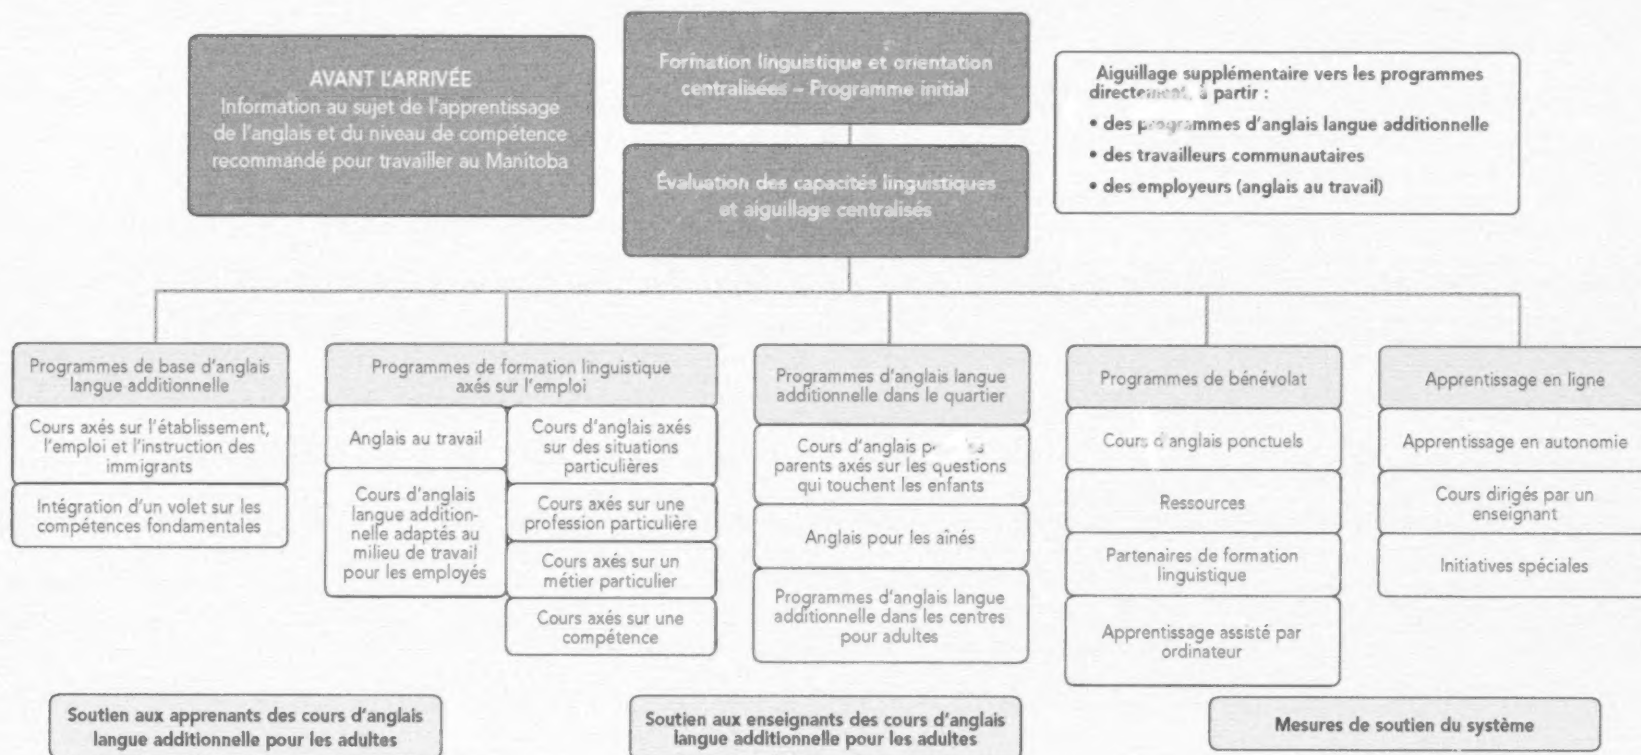 AVANT L'ARRIVÉE
Information au sujet de l'apprentissage
de l'anglais et du niveau de compétence
recommandé pour travailler au Manitoba
Formation linguistique et orientation
centralisées – Programme initial
Évaluation des capacités linguistiques
et aiguillage centralisés
Aiguillage supplémentaire vers les programmes
directement, à partir :
• des programmes d'anglais langue additionnelle
• des travailleurs communautaires
• des employeurs (anglais au travail)
Programmes de base d'anglais
langue additionnelle
Cours axés sur l'établissement,
l'emploi et l'instruction des
immigrants
Intégration d'un volet sur les
compétences fondamentales
Programmes de formation linguistique
axés sur l'emploi
Anglais au travail
Cours d'anglais
langue addition-
nelle adaptés au
milieu de travail
pour les employés
Cours d'anglais axés
sur des situations
particulières
Cours axés sur une
profession particulière
Cours axés sur un
métier particulier
Cours axés sur une
compétence
Programmes d'anglais langue
additionnelle dans le quartier
Cours d'anglais
parents axés sur les questions
qui touchent les enfants
Anglais pour les aînés
Programmes d'anglais langue
additionnelle dans les centres
pour adultes
Programmes de bénévolat
Cours d'anglais ponctuels
Ressources
Partenaires de formation
linguistique
Apprentissage assisté par
ordinateur
Apprentissage en ligne
Apprentissage en autonomie
Cours dirigés par un
enseignant
Initiatives spéciales
Soutien aux apprenants des cours d'anglais
langue additionnelle pour les adultes
Soutien aux enseignants des cours d'anglais
langue additionnelle pour les adultes
Mesures de soutien du système